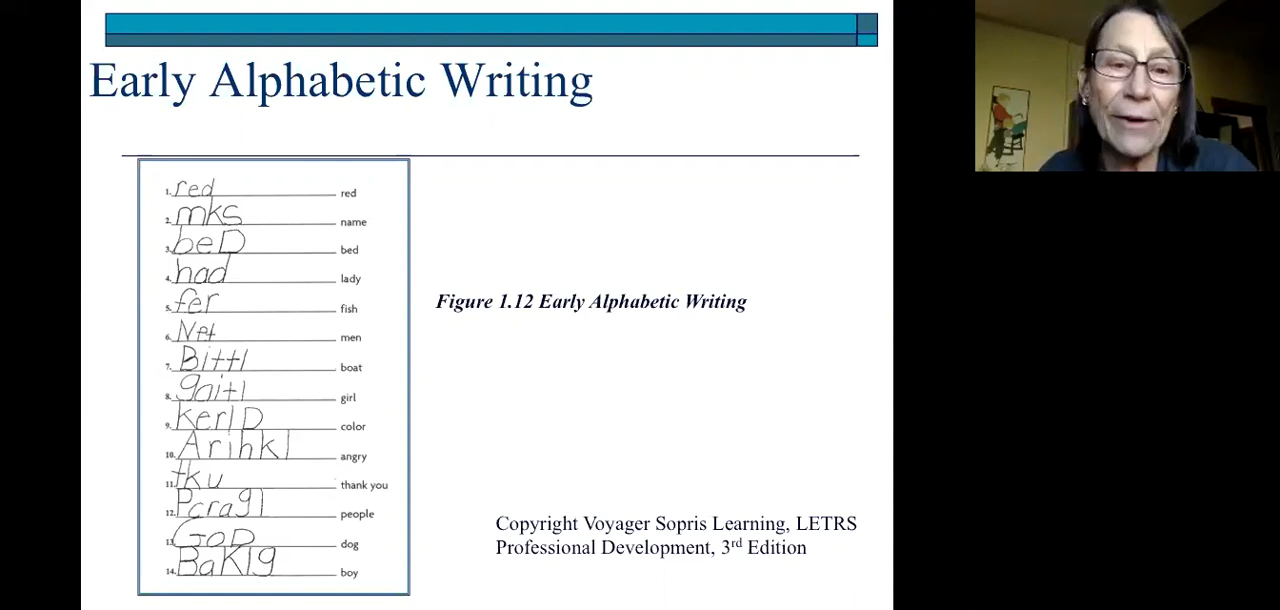 Early Alphabetic Writing
1. red red
2. mks name
3. beD bed
4. had lady
5. fer fish
6. Net men
7. Bittl boat
8. gaitl girl
9. kerlD color
10. Arihkl angry
11. tku thank you
12. Pcragl people
13. GoD dog
14. BaKlg boy
Figure 1.12 Early Alphabetic Writing
Copyright Voyager Sopris Learning, LETRS
Professional Development, 3rd Edition